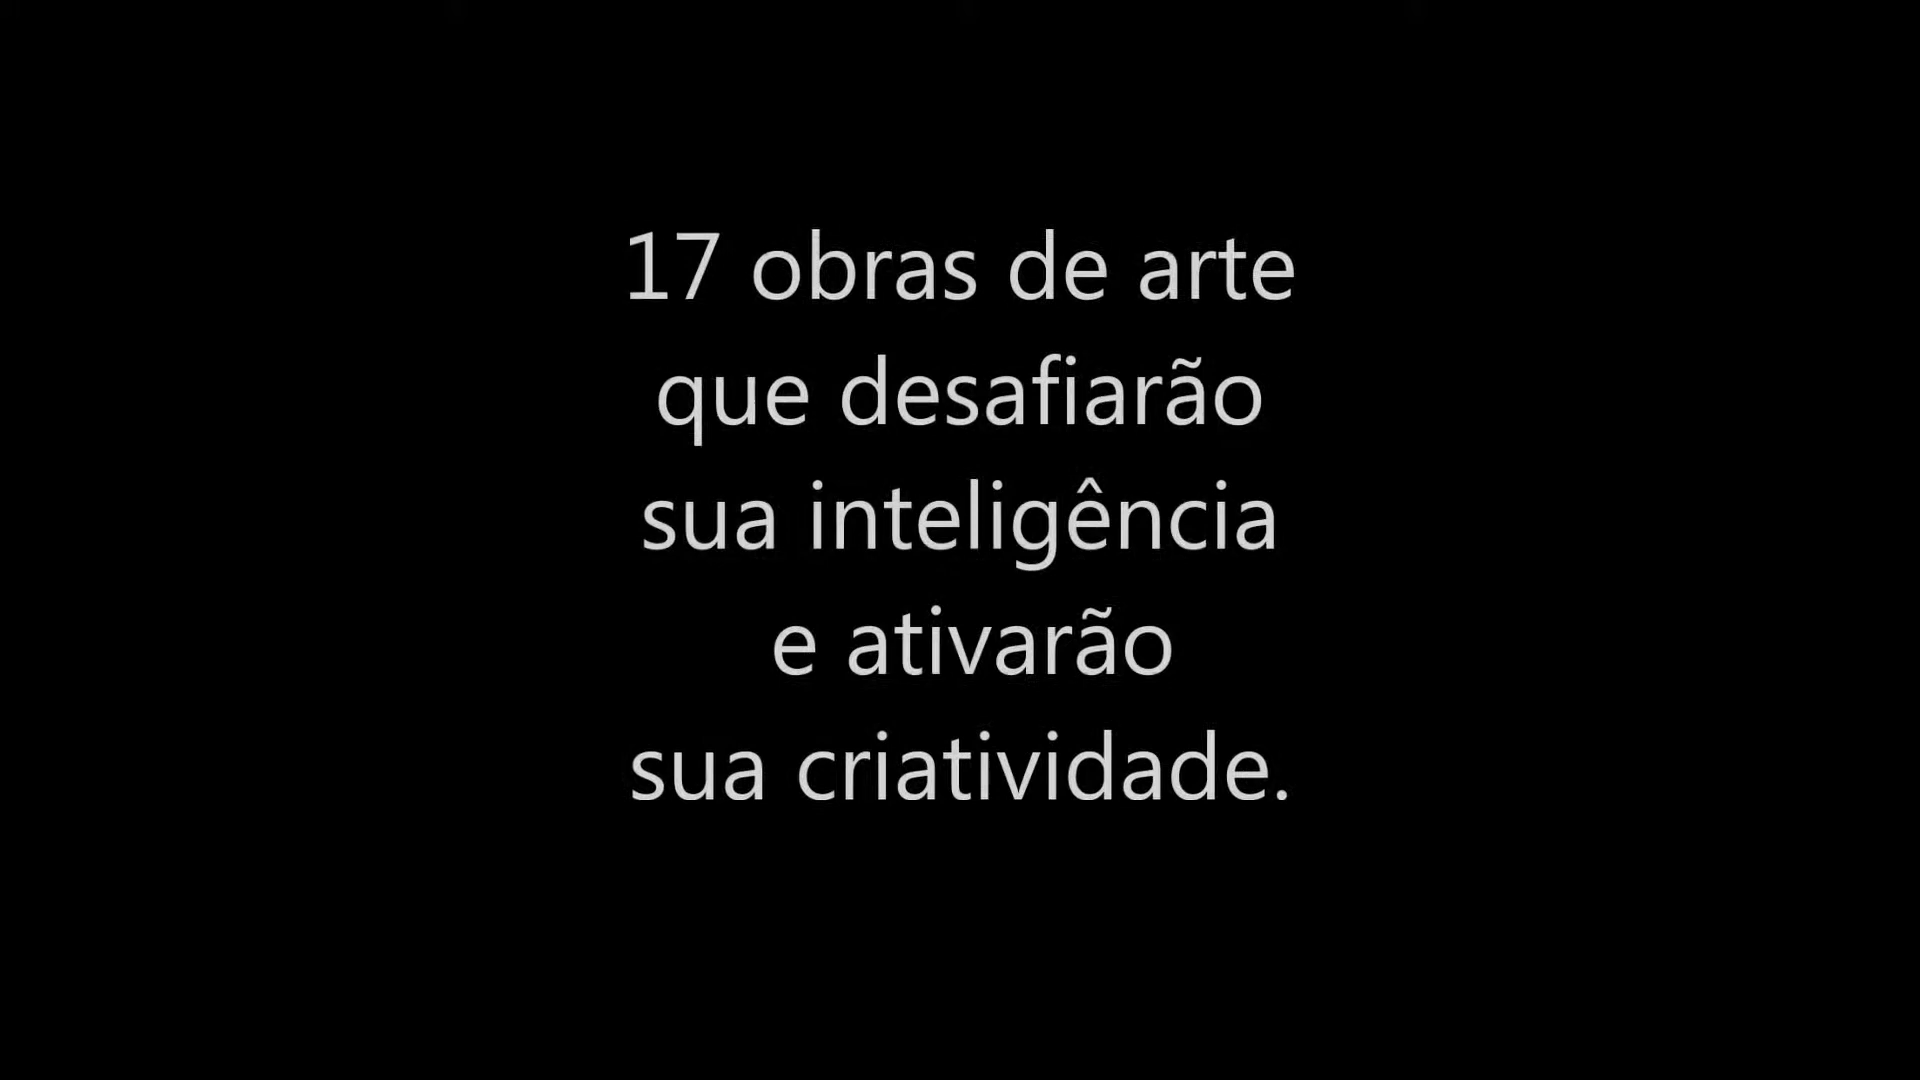 17 obras de arte
que desafiarão
sua inteligência
e ativarão
sua criatividade.